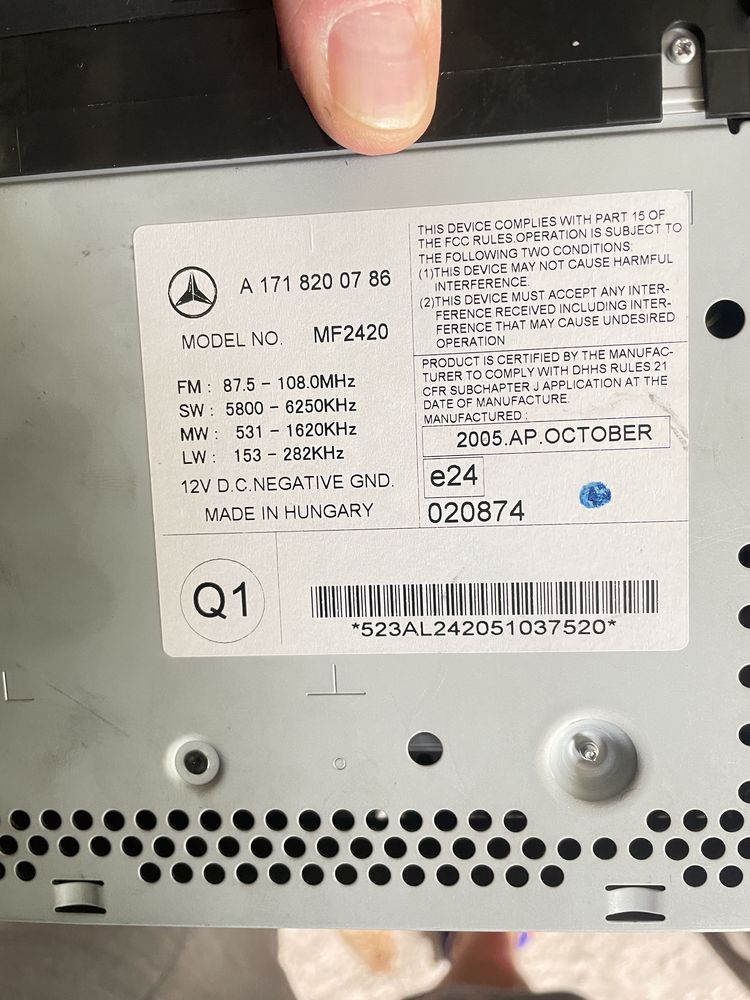 A 171 820 07 86
MODEL NO. MF2420
FM : 87.5 - 108.0MHz
SW : 5800 - 6250KHz
MW : 531 - 1620KHz
LW : 153 - 282KHz
12V D.C.NEGATIVE GND.
MADE IN HUNGARY
THIS DEVICE COMPLIES WITH PART 15 OF
THE FCC RULES.OPERATION IS SUBJECT TO
THE FOLLOWING TWO CONDITIONS:
(1)THIS DEVICE MAY NOT CAUSE HARMFUL
INTERFERENCE.
(2)THIS DEVICE MUST ACCEPT ANY INTER-
FERENCE RECEIVED INCLUDING INTER-
FERENCE THAT MAY CAUSE UNDESIRED
OPERATION
PRODUCT IS CERTIFIED BY THE MANUFAC-
TURER TO COMPLY WITH DHHS RULES 21
CFR SUBCHAPTER J APPLICATION AT THE
DATE OF MANUFACTURE.
MANUFACTURED :
2005.AP.OCTOBER
e24
020874
Q1
*523AL242051037520*